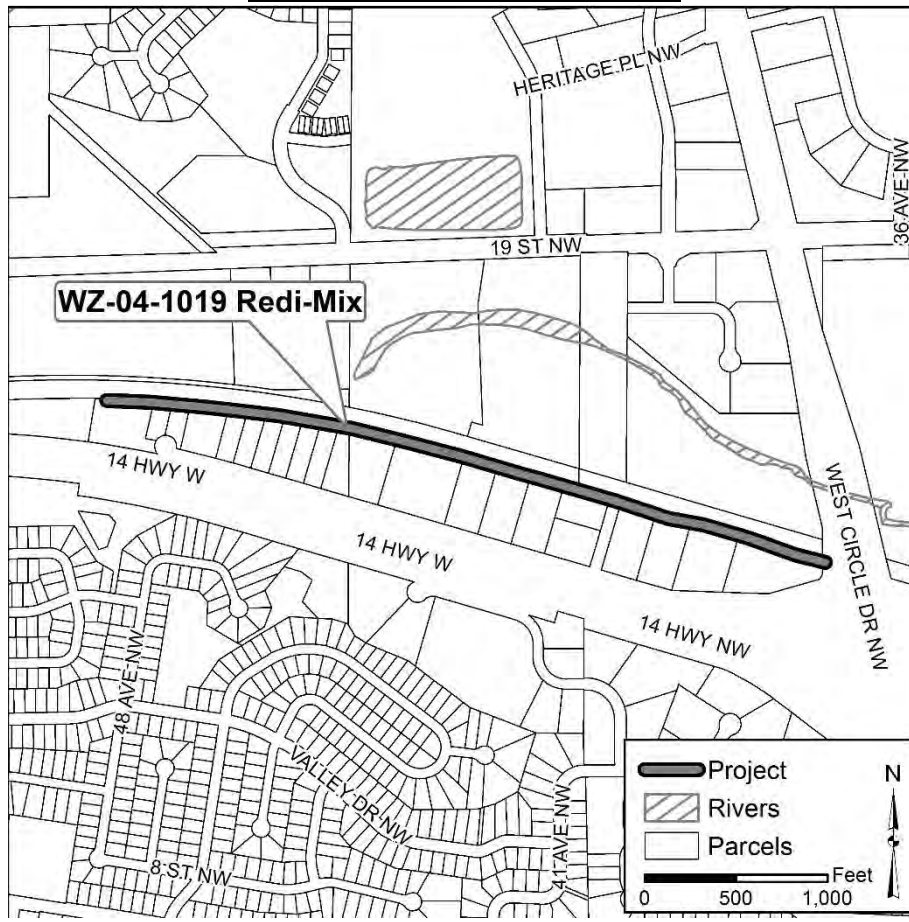 HERITAGE PL NW
36 AVE NW
19 ST NW
WZ-04-1019 Redi-Mix
14 HWY W
14 HWY W
WEST CIRCLE DR NW
14 HWY NW
48 AVE NW
VALLEY DR NW
41 AVE NW
8 ST NW
Project
Rivers
Parcels
N
Feet
0 500 1,000